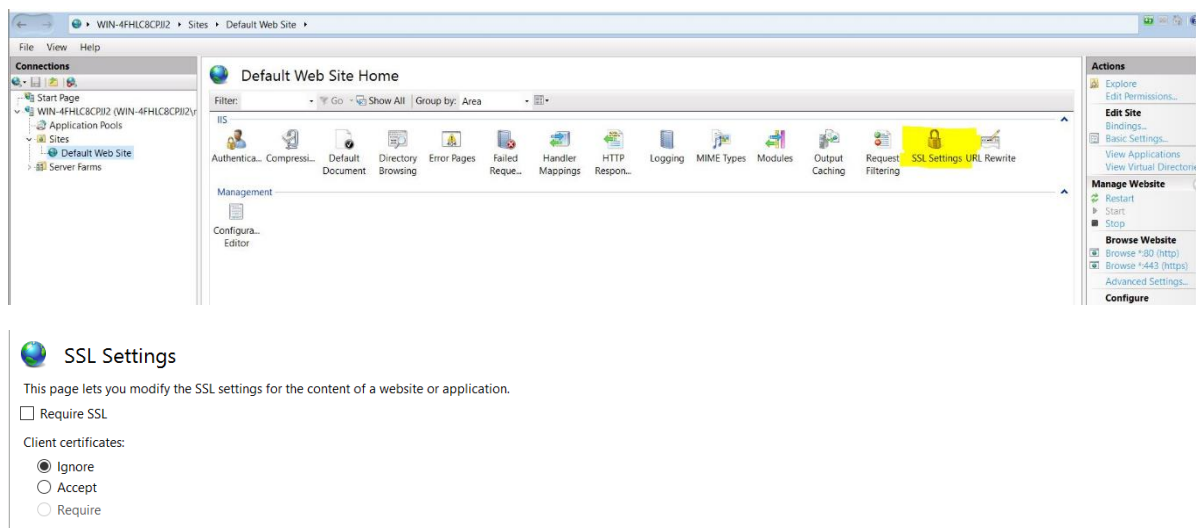 WIN-4FHLC8CPJI2 ▸ Sites ▸ Default Web Site ▸
File View Help
Connections
Start Page
WIN-4FHLC8CPJI2 (WIN-4FHLC8CPJI2\r
Application Pools
Sites
Default Web Site
Server Farms
Default Web Site Home
Filter: Go Show All Group by: Area
IIS
Authentica... Compressi... Default Document Directory Browsing Error Pages Failed Reque... Handler Mappings HTTP Respon... Logging MIME Types Modules Output Caching Request Filtering SSL Settings URL Rewrite
Management
Configura...
Editor
Actions
Explore
Edit Permissions...
Edit Site
Bindings...
Basic Settings...
View Applications
View Virtual Directorie
Manage Website
Restart
Start
Stop
Browse Website
Browse *:80 (http)
Browse *:443 (https)
Advanced Settings...
Configure
SSL Settings
This page lets you modify the SSL settings for the content of a website or application.
Require SSL
Client certificates:
Ignore
Accept
Require